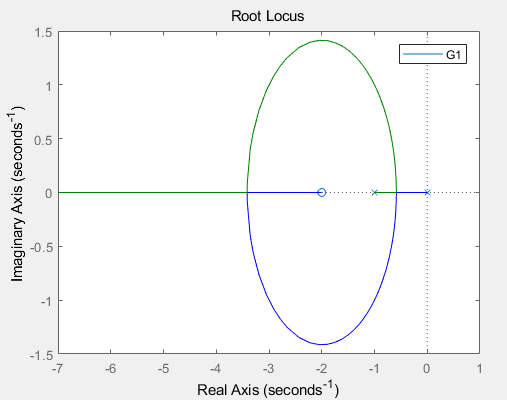 Root Locus
G1
Imaginary Axis (seconds⁻¹)
1.5
1
0.5
0
-0.5
-1
-1.5
-7 -6 -5 -4 -3 -2 -1 0 1
Real Axis (seconds⁻¹)